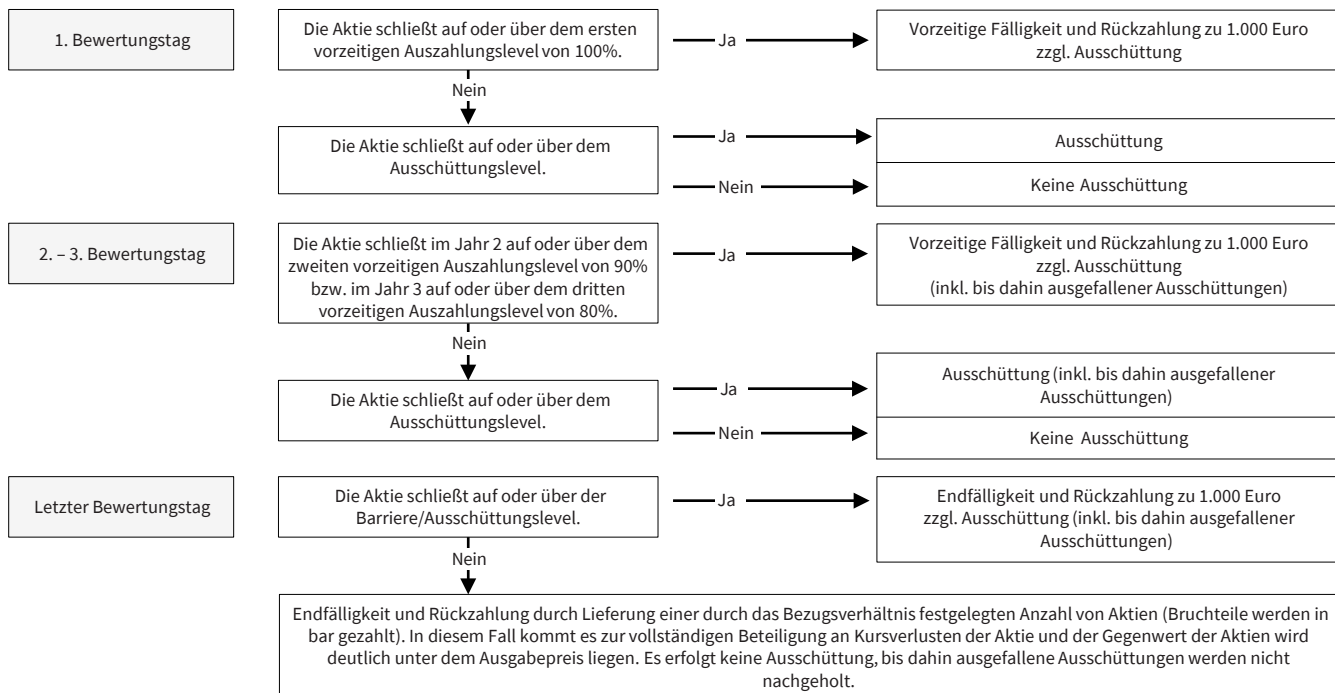 1. Bewertungstag
Die Aktie schließt auf oder über dem ersten
vorzeitigen Auszahlungslevel von 100%.
Ja
Vorzeitige Fälligkeit und Rückzahlung zu 1.000 Euro
zzgl. Ausschüttung
Nein
Die Aktie schließt auf oder über dem
Ausschüttungslevel.
Ja
Ausschüttung
Nein
Keine Ausschüttung
2. – 3. Bewertungstag
Die Aktie schließt im Jahr 2 auf oder über dem
zweiten vorzeitigen Auszahlungslevel von 90%
bzw. im Jahr 3 auf oder über dem dritten
vorzeitigen Auszahlungslevel von 80%.
Ja
Vorzeitige Fälligkeit und Rückzahlung zu 1.000 Euro
zzgl. Ausschüttung
(inkl. bis dahin ausgefallener Ausschüttungen)
Nein
Die Aktie schließt auf oder über dem
Ausschüttungslevel.
Ja
Ausschüttung (inkl. bis dahin ausgefallener
Ausschüttungen)
Nein
Keine Ausschüttung
Letzter Bewertungstag
Die Aktie schließt auf oder über der
Barriere/Ausschüttungslevel.
Ja
Endfälligkeit und Rückzahlung zu 1.000 Euro
zzgl. Ausschüttung (inkl. bis dahin ausgefallener
Ausschüttungen)
Nein
Endfälligkeit und Rückzahlung durch Lieferung einer durch das Bezugsverhältnis festgelegten Anzahl von Aktien (Bruchteile werden in
bar gezahlt). In diesem Fall kommt es zur vollständigen Beteiligung an Kursverlusten der Aktie und der Gegenwert der Aktien wird
deutlich unter dem Ausgabepreis liegen. Es erfolgt keine Ausschüttung, bis dahin ausgefallene Ausschüttungen werden nicht
nachgeholt.